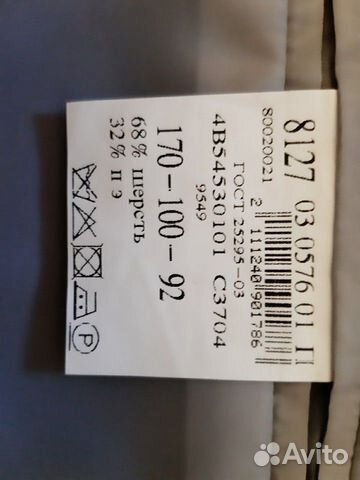 8127 03 0576 01 П
80020021
2 111240 901786
ГОСТ 25295-03
4В54530101 С3704
9549
170-100-92
68% шерсть
32% п э
P
Avito